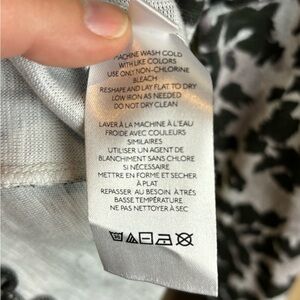 MACHINE WASH COLD
WITH LIKE COLORS
USE ONLY NON-CHLORINE
BLEACH
RESHAPE AND LAY FLAT TO DRY
LOW IRON AS NEEDED
DO NOT DRY CLEAN
LAVER À LA MACHINE À L'EAU
FROIDE AVEC COULEURS
SIMILAIRES
UTILISER UN AGENT DE
BLANCHIMENT SANS CHLORE
SI NÉCESSAIRE
METTRE EN FORME ET SECHER
À PLAT
REPASSER AU BESOIN À TRÈS
BASSE TEMPÉRATURE
NE PAS NETTOYER À SEC